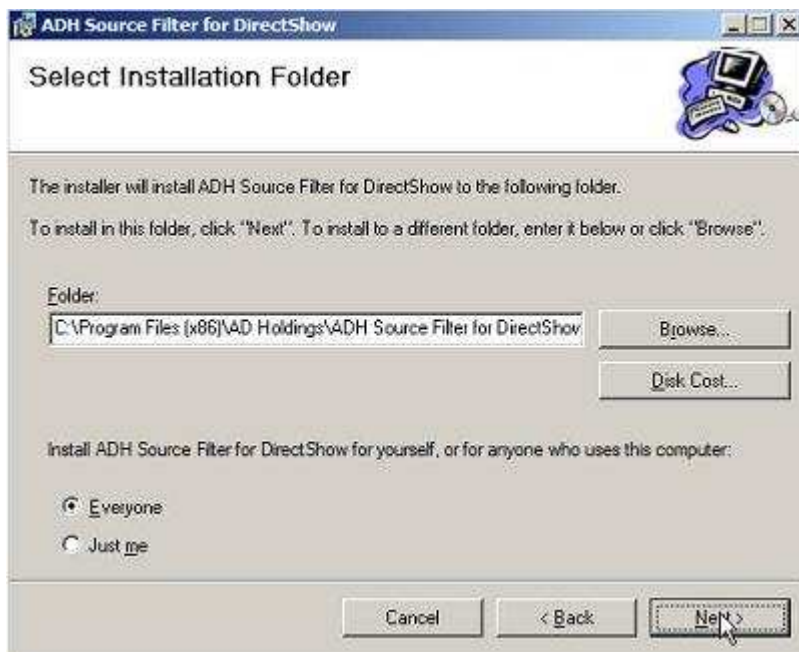 ADH Source Filter for DirectShow
Select Installation Folder
The installer will install ADH Source Filter for DirectShow to the following folder.
To install in this folder, click "Next". To install to a different folder, enter it below or click "Browse".
Folder:
C:\Program Files (x86)\AD Holdings\ADH Source Filter for DirectShow
Browse...
Disk Cost...
Install ADH Source Filter for DirectShow for yourself, or for anyone who uses this computer:
Everyone
Just me
Cancel
< Back
Next >